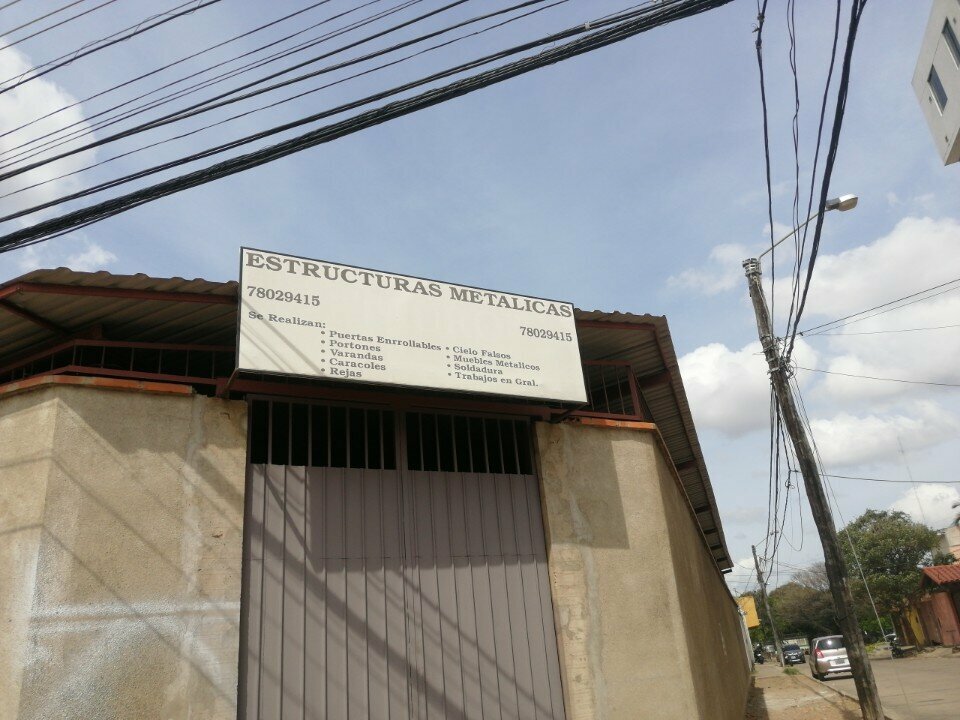 ESTRUCTURAS METALICAS
78029415
78029415
Se Realizan:
• Puertas Enrrollables
• Portones
• Varandas
• Caracoles
• Rejas
• Cielo Falsos
• Muebles Metalicos
• Soldadura
• Trabajos en Gral.